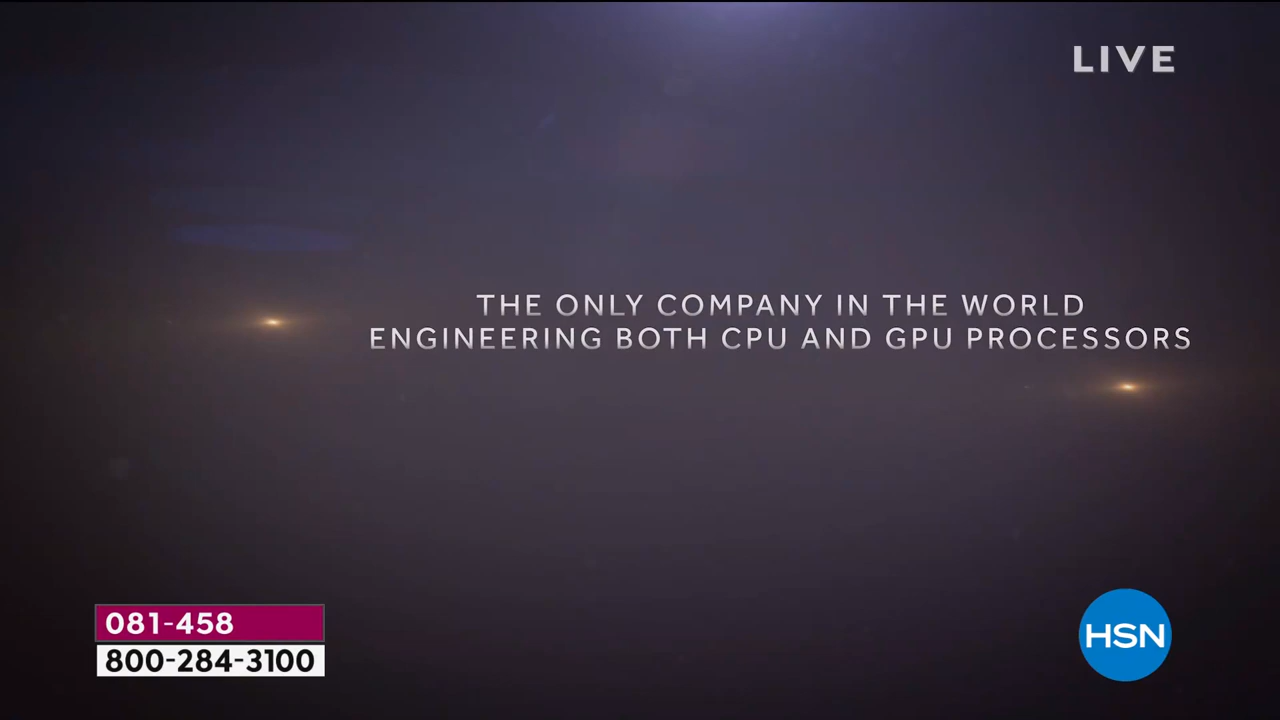 LIVE
THE ONLY COMPANY IN THE WORLD
ENGINEERING BOTH CPU AND GPU PROCESSORS
081-458
800-284-3100
HSN